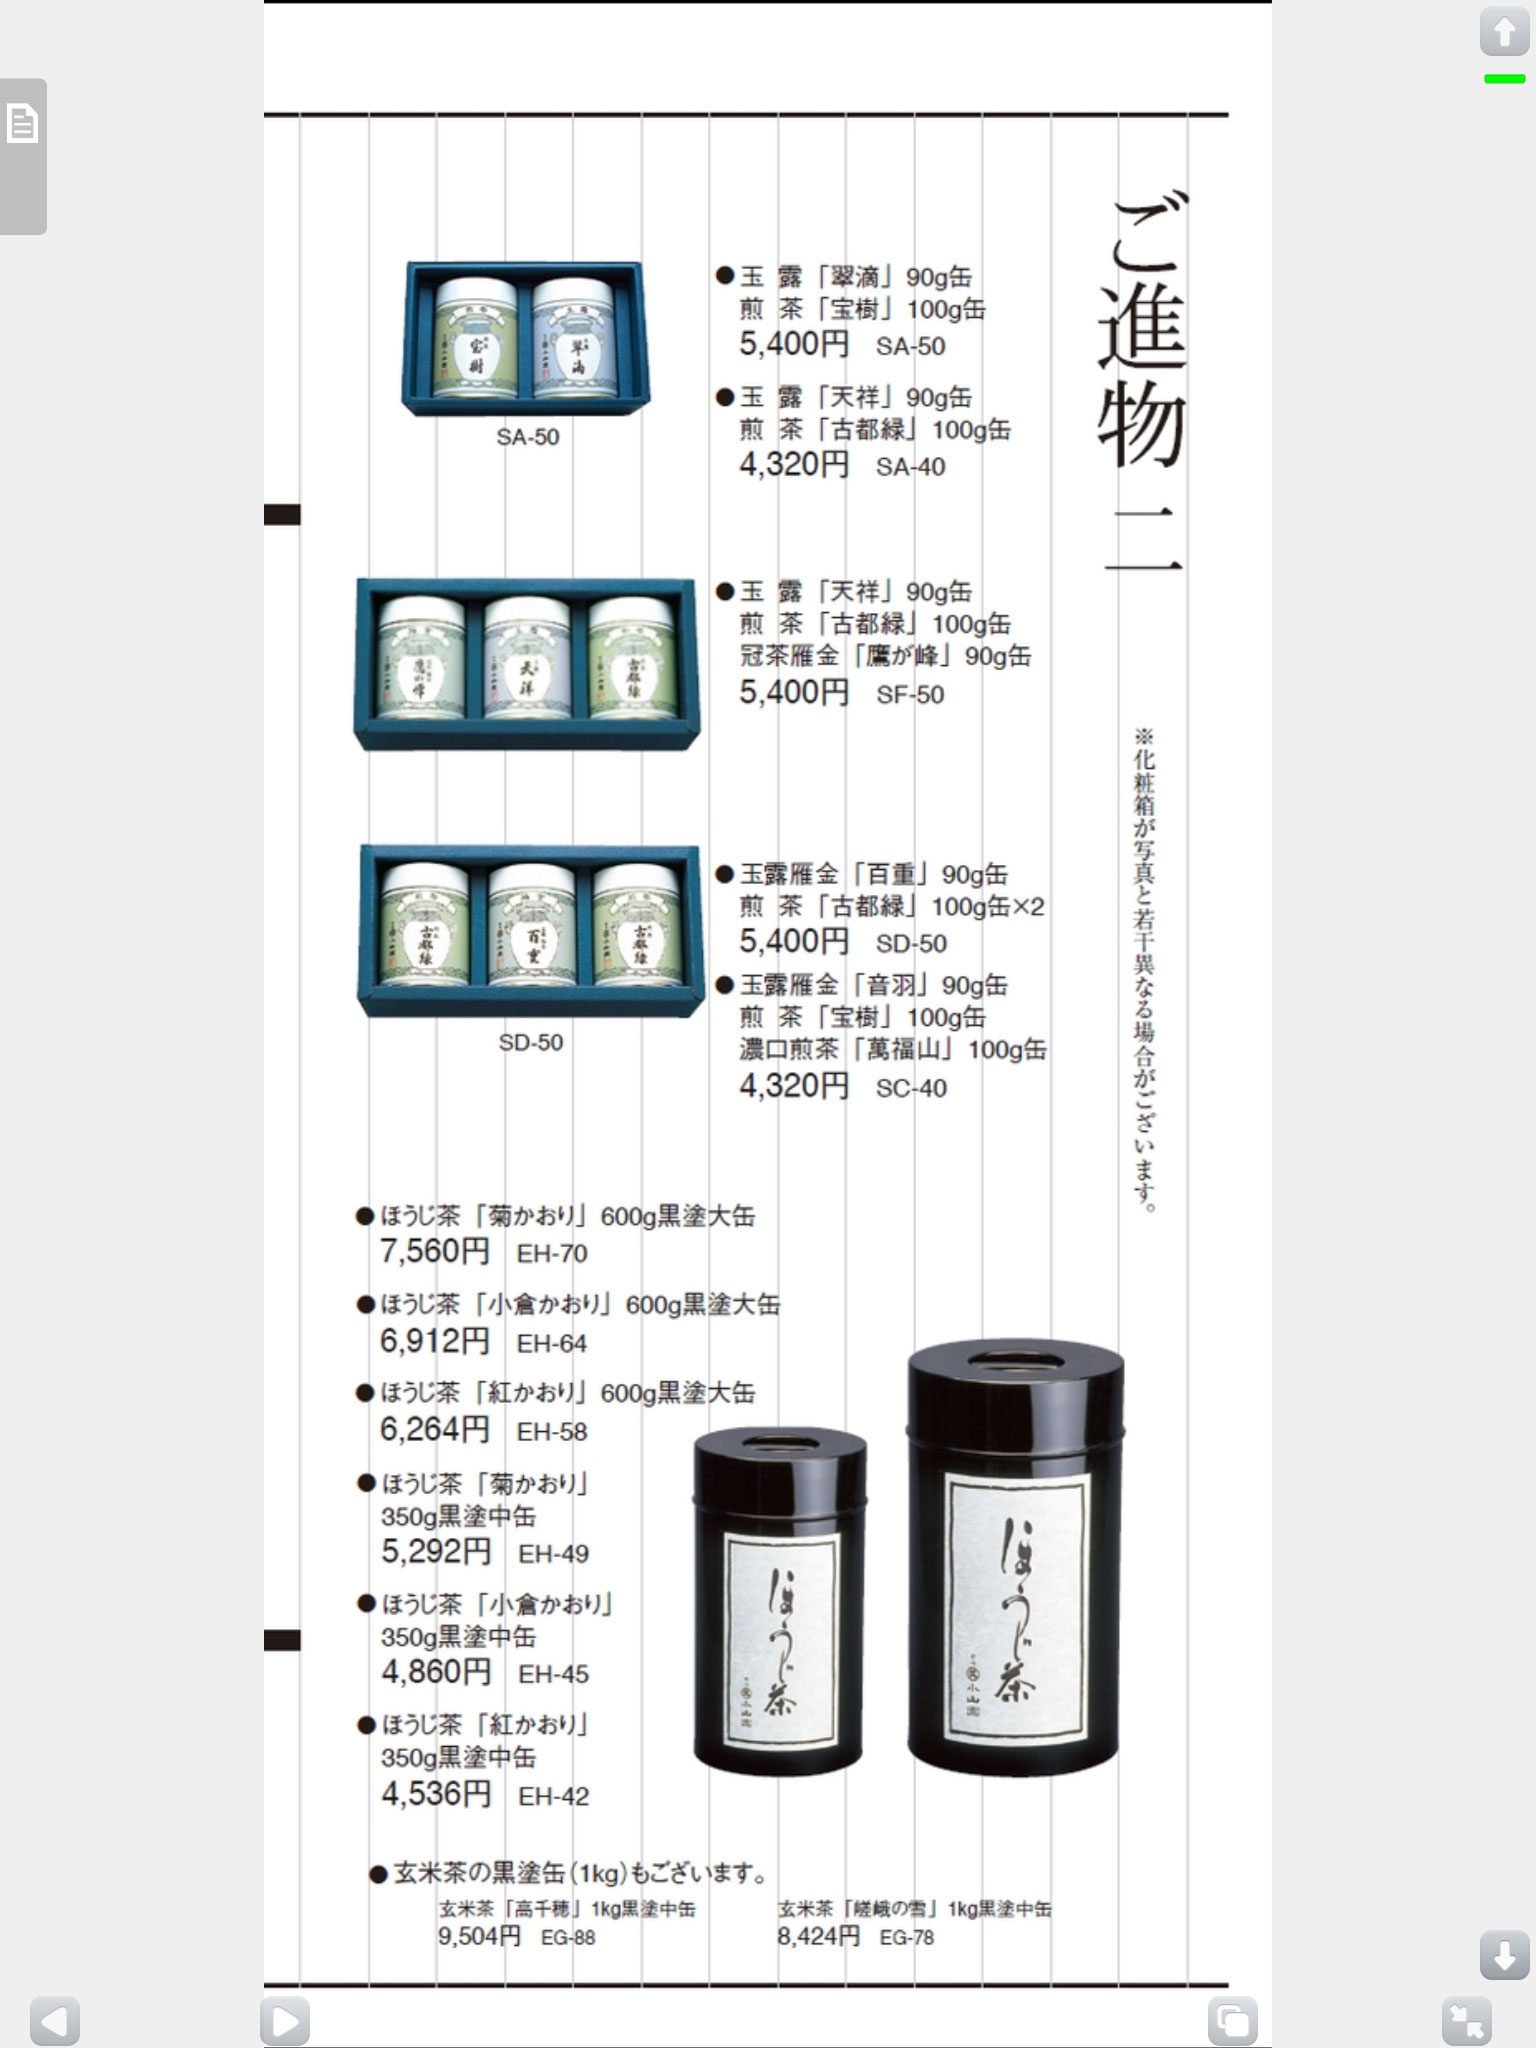 ご進物 二
※化粧箱が写真と若干異なる場合がございます。
●玉 露「翠滴」90g缶
煎 茶「宝樹」100g缶
5,400円 SA-50
●玉 露「天祥」90g缶
煎 茶「古都緑」100g缶
4,320円 SA-40
宝樹
翠滴
SA-50
●玉 露「天祥」90g缶
煎 茶「古都緑」100g缶
冠茶雁金「鷹が峰」90g缶
5,400円 SF-50
天祥
古都緑
●玉露雁金「百重」90g缶
煎 茶「古都緑」100g缶×2
5,400円 SD-50
●玉露雁金「音羽」90g缶
煎 茶「宝樹」100g缶
濃口煎茶「萬福山」100g缶
4,320円 SC-40
古都緑
百重
古都緑
SD-50
●ほうじ茶「菊かおり」600g黒塗大缶
7,560円 EH-70
●ほうじ茶「小倉かおり」600g黒塗大缶
6,912円 EH-64
●ほうじ茶「紅かおり」600g黒塗大缶
6,264円 EH-58
●ほうじ茶「菊かおり」
350g黒塗中缶
5,292円 EH-49
●ほうじ茶「小倉かおり」
350g黒塗中缶
4,860円 EH-45
●ほうじ茶「紅かおり」
350g黒塗中缶
4,536円 EH-42
ほうじ茶
小山園
ほうじ茶
小山園
●玄米茶の黒塗缶(1kg)もございます。
玄米茶「高千穂」1kg黒塗中缶
9,504円 EG-88
玄米茶「嵯峨の雪」1kg黒塗中缶
8,424円 EG-78